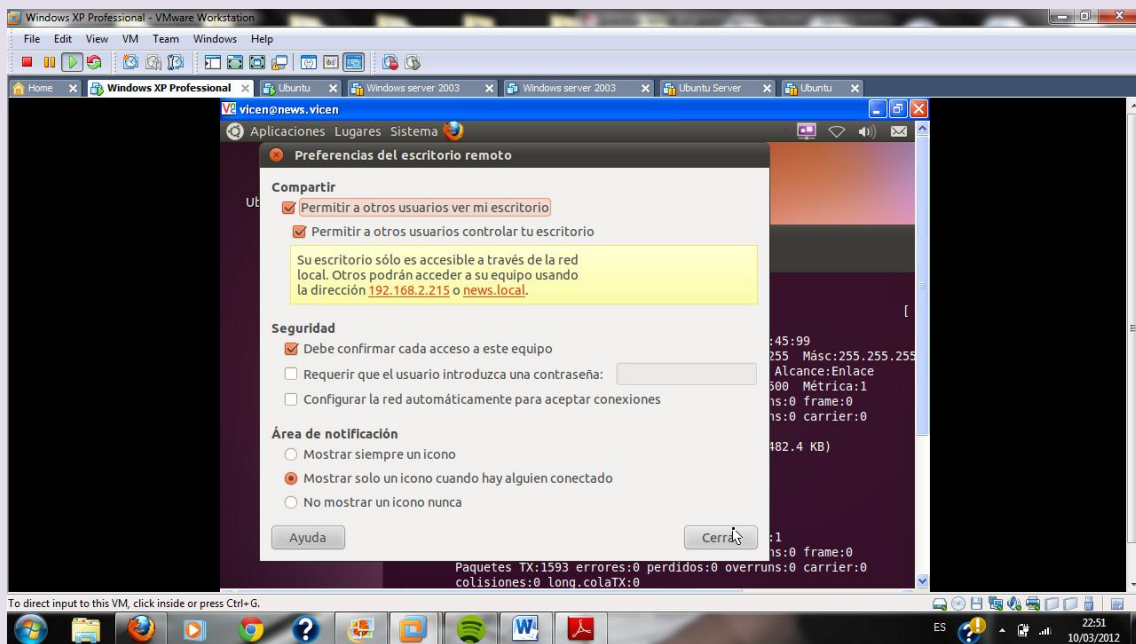 Windows XP Professional - VMware Workstation
File Edit View VM Team Windows Help
Home Windows XP Professional Ubuntu Windows server 2003 Windows server 2003 Ubuntu Server Ubuntu
vicen@news.vicen
Aplicaciones Lugares Sistema
Preferencias del escritorio remoto
Compartir
Ub
Permitir a otros usuarios ver mi escritorio
Permitir a otros usuarios controlar tu escritorio
Su escritorio sólo es accesible a través de la red
local. Otros podrán acceder a su equipo usando
la dirección 192.168.2.215 o news.local.
[
Seguridad
:45:99
Debe confirmar cada acceso a este equipo
255 Másc:255.255.255
Alcance:Enlace
Requerir que el usuario introduzca una contraseña:
500 Métrica:1
Configurar la red automáticamente para aceptar conexiones
ns:0 frame:0
ns:0 carrier:0
Área de notificación
482.4 KB)
Mostrar siempre un icono
Mostrar solo un icono cuando hay alguien conectado
No mostrar un icono nunca
Ayuda Cerrar
:1
ns:0 frame:0
Paquetes TX:1593 errores:0 perdidos:0 overruns:0 carrier:0
colisiones:0 long.colaTX:0
To direct input to this VM, click inside or press Ctrl+G.
ES
22:51
10/03/2012